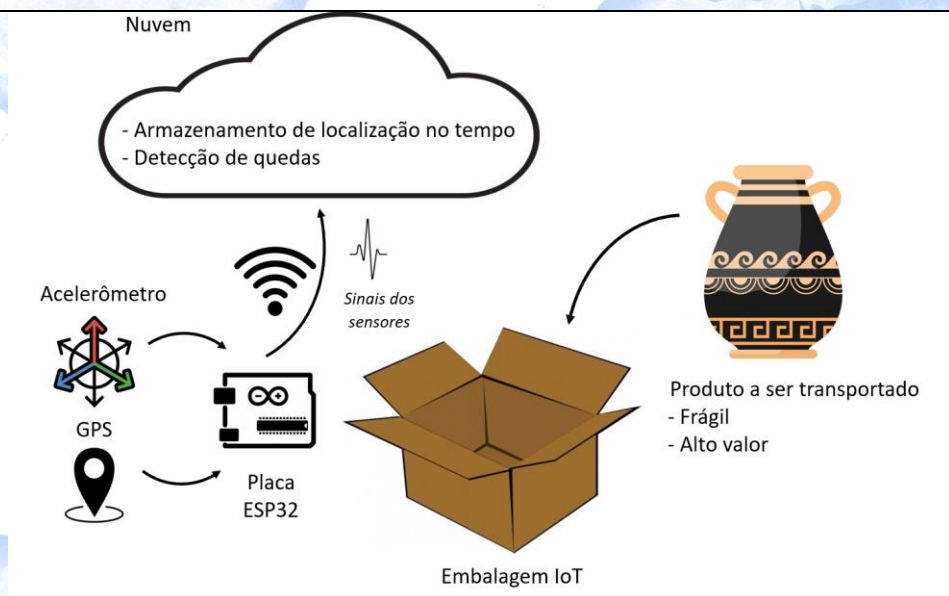 Nuvem
- Armazenamento de localização no tempo
- Detecção de quedas
Acelerômetro
Sinais dos
sensores
GPS
Placa
ESP32
Produto a ser transportado
- Frágil
- Alto valor
Embalagem IoT